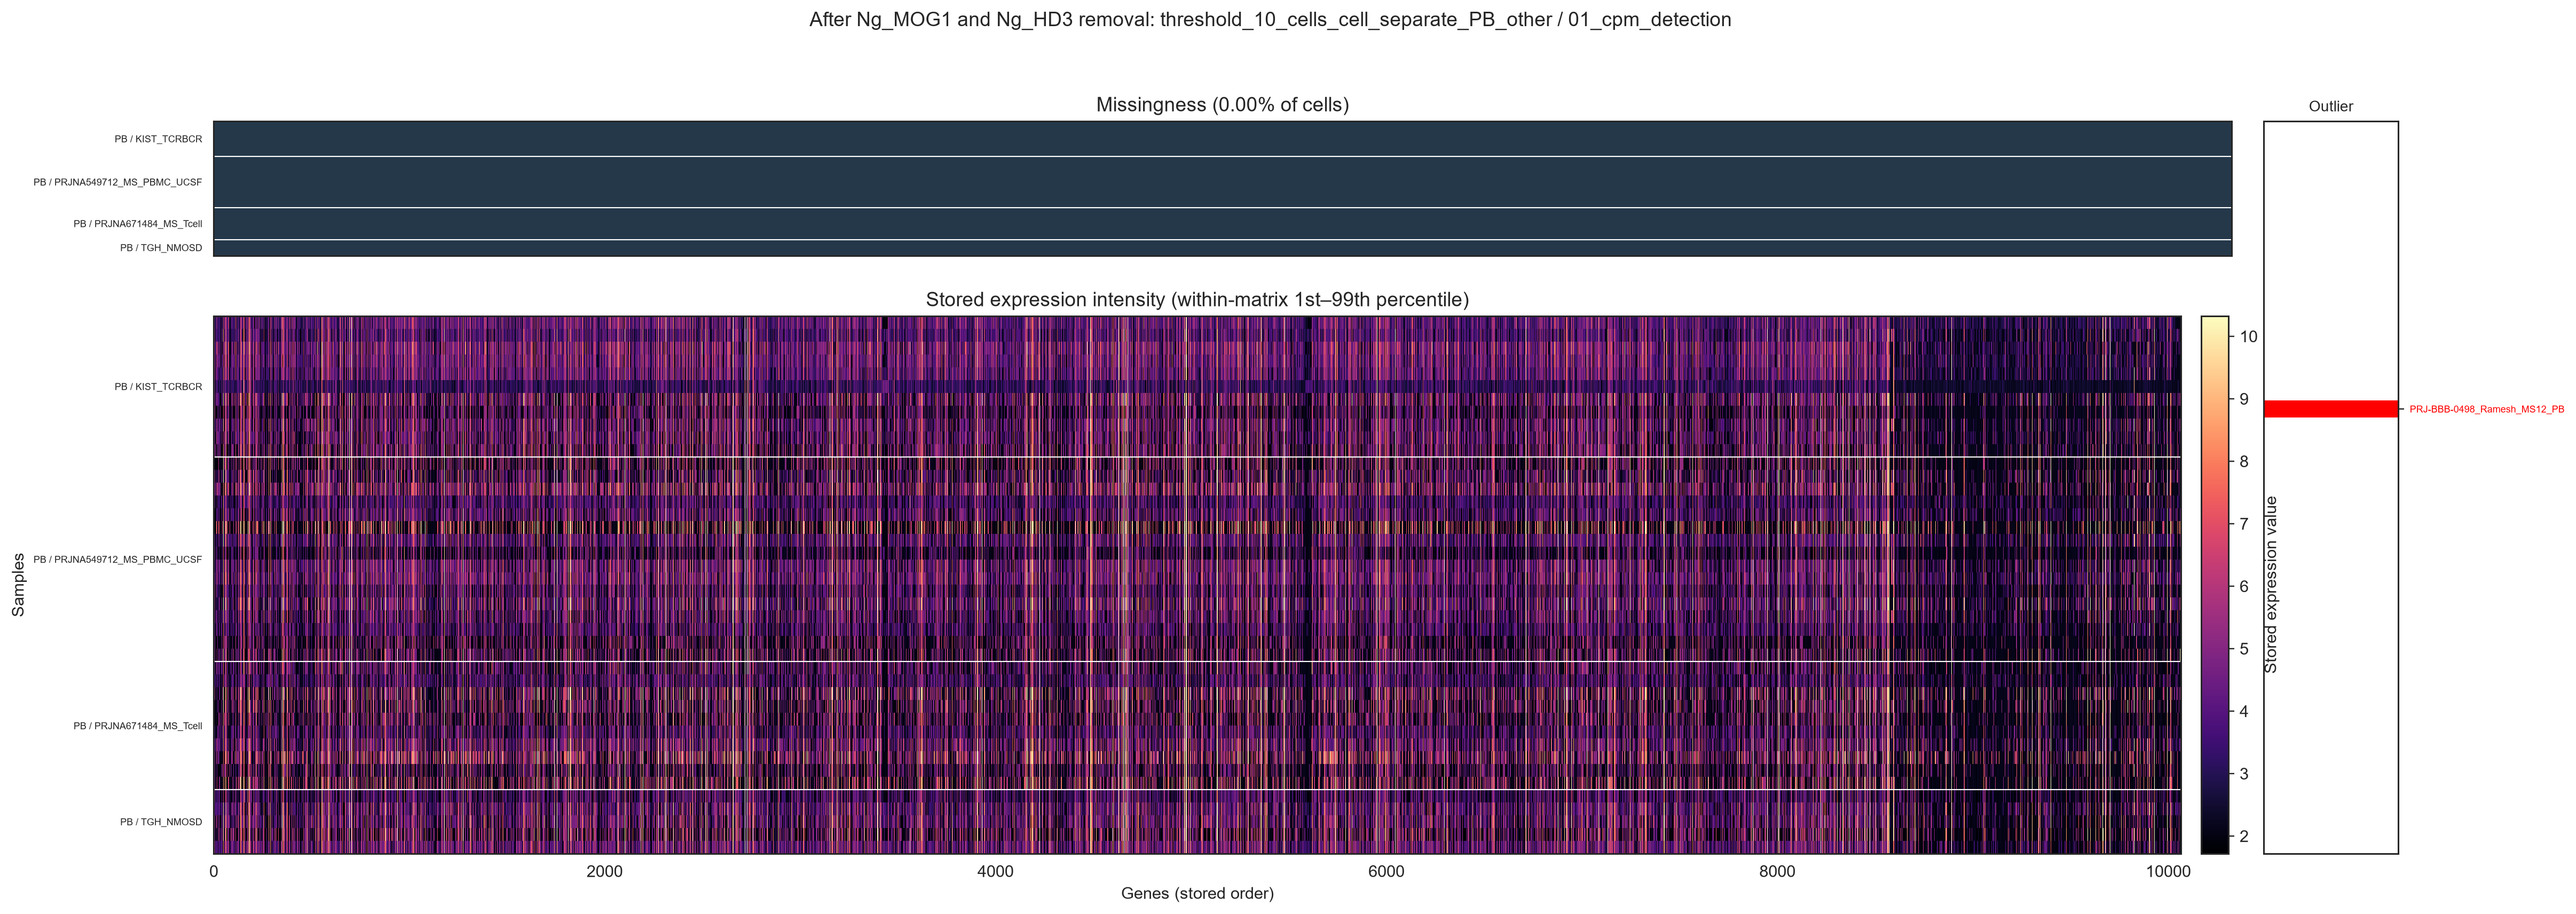 After Ng_MOG1 and Ng_HD3 removal: threshold_10_cells_cell_separate_PB_other / 01_cpm_detection
Missingness (0.00% of cells)
Outlier
PB / KIST_TCRBCR
PB / PRJNA549712_MS_PBMC_UCSF
PB / PRJNA671484_MS_Tcell
PB / TGH_NMOSD
Stored expression intensity (within-matrix 1st–99th percentile)
PB / KIST_TCRBCR
PB / PRJNA549712_MS_PBMC_UCSF
PB / PRJNA671484_MS_Tcell
PB / TGH_NMOSD
Samples
0
2000
4000
6000
8000
10000
Genes (stored order)
10
9
8
7
6
5
4
3
2
Stored expression value
PRJ-BBB-0498_Ramesh_MS12_PB